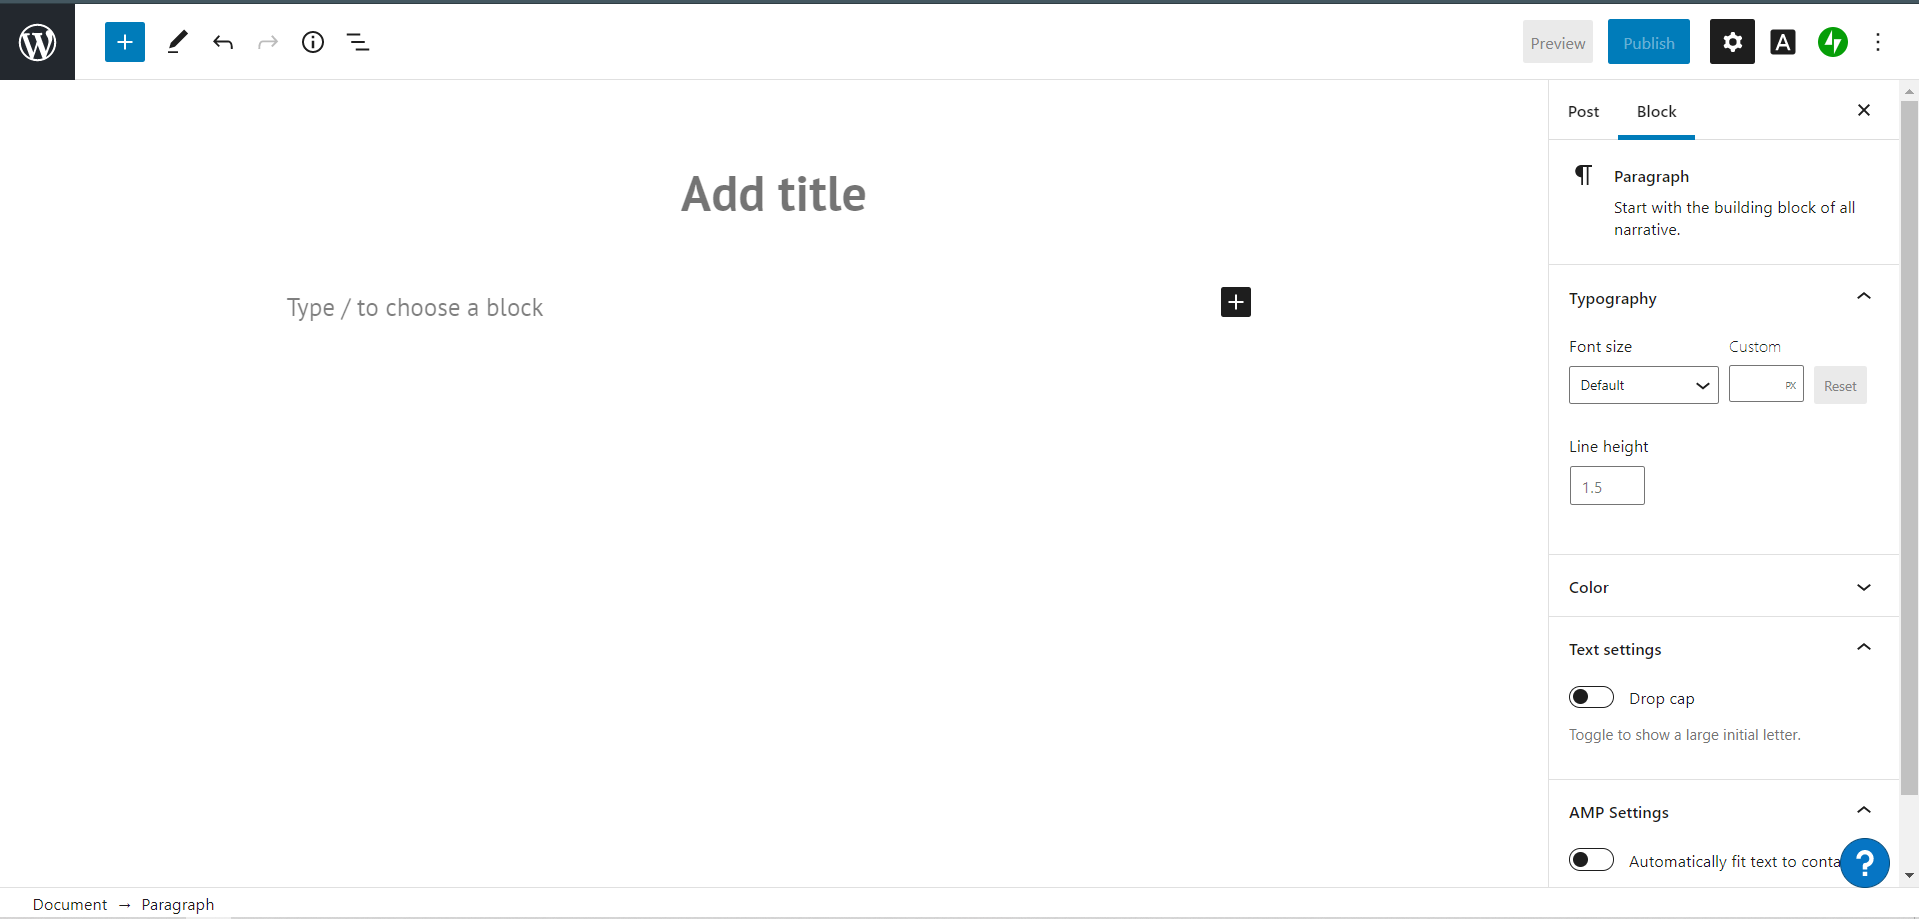 Preview
Publish
A
Post
Block
Add title
Type / to choose a block
Paragraph
Start with the building block of all
narrative.
Typography
Font size
Custom
Default
PX
Reset
Line height
1.5
Color
Text settings
Drop cap
Toggle to show a large initial letter.
AMP Settings
Automatically fit text to conta
?
Document → Paragraph